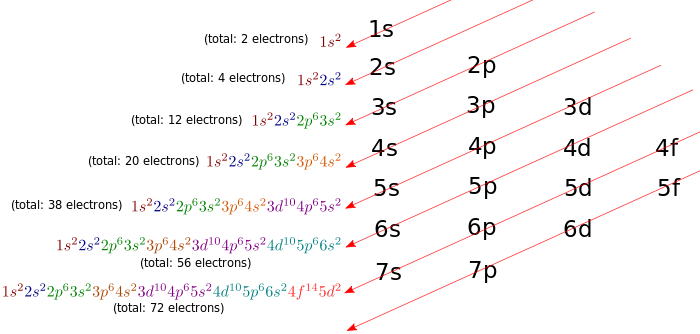 (total: 2 electrons) 1s² 1s
(total: 4 electrons) 1s²2s² 2s 2p
(total: 12 electrons) 1s²2s²2p⁶3s² 3s 3p 3d
(total: 20 electrons) 1s²2s²2p⁶3s²3p⁶4s² 4s 4p 4d 4f
(total: 38 electrons) 1s²2s²2p⁶3s²3p⁶4s²3d¹⁰4p⁶5s² 5s 5p 5d 5f
1s²2s²2p⁶3s²3p⁶4s²3d¹⁰4p⁶5s²4d¹⁰5p⁶6s² 6s 6p 6d
(total: 56 electrons)
1s²2s²2p⁶3s²3p⁶4s²3d¹⁰4p⁶5s²4d¹⁰5p⁶6s²4f¹⁴5d² 7s 7p
(total: 72 electrons)